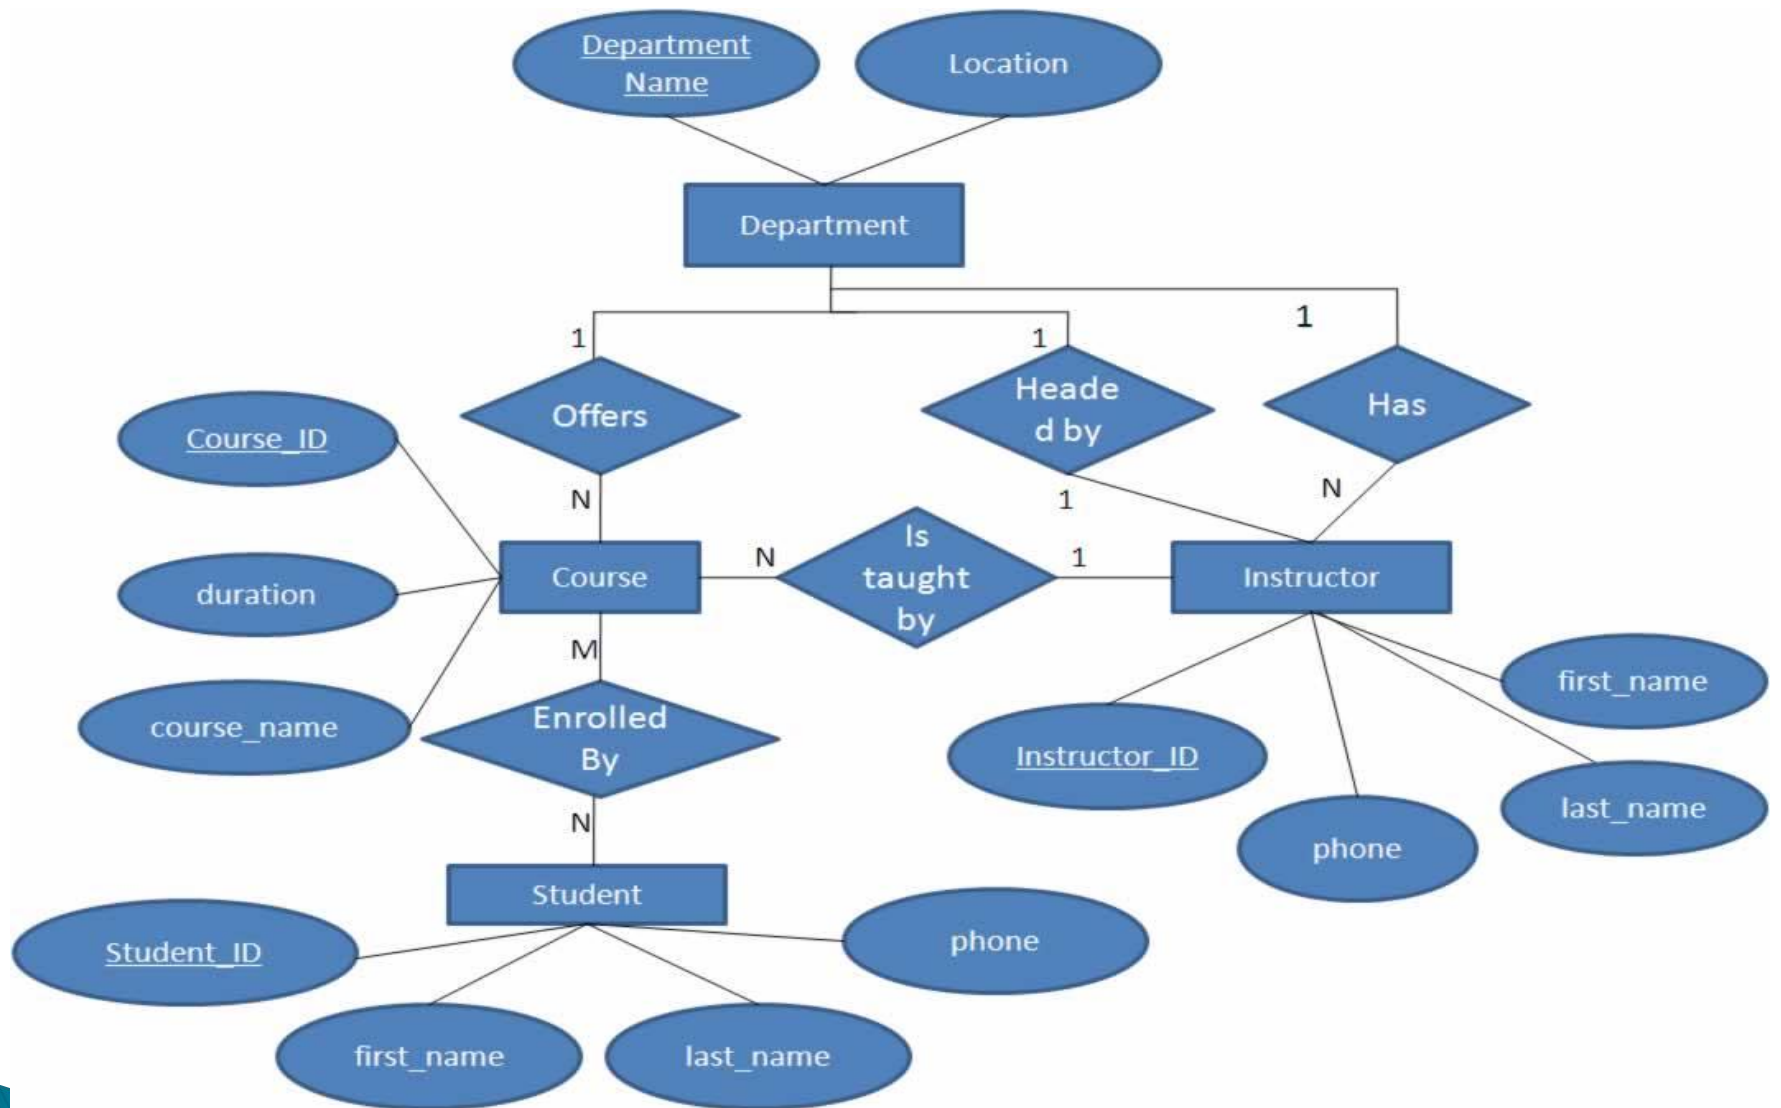 Department
Name
Location
Department
1
1
1
Offers
Heade
d by
Has
Course_ID
N
1
N
duration
Course
N
Is
taught
by
1
Instructor
M
course_name
Enrolled
By
Instructor_ID
first_name
last_name
phone
N
Student
Student_ID
phone
first_name
last_name